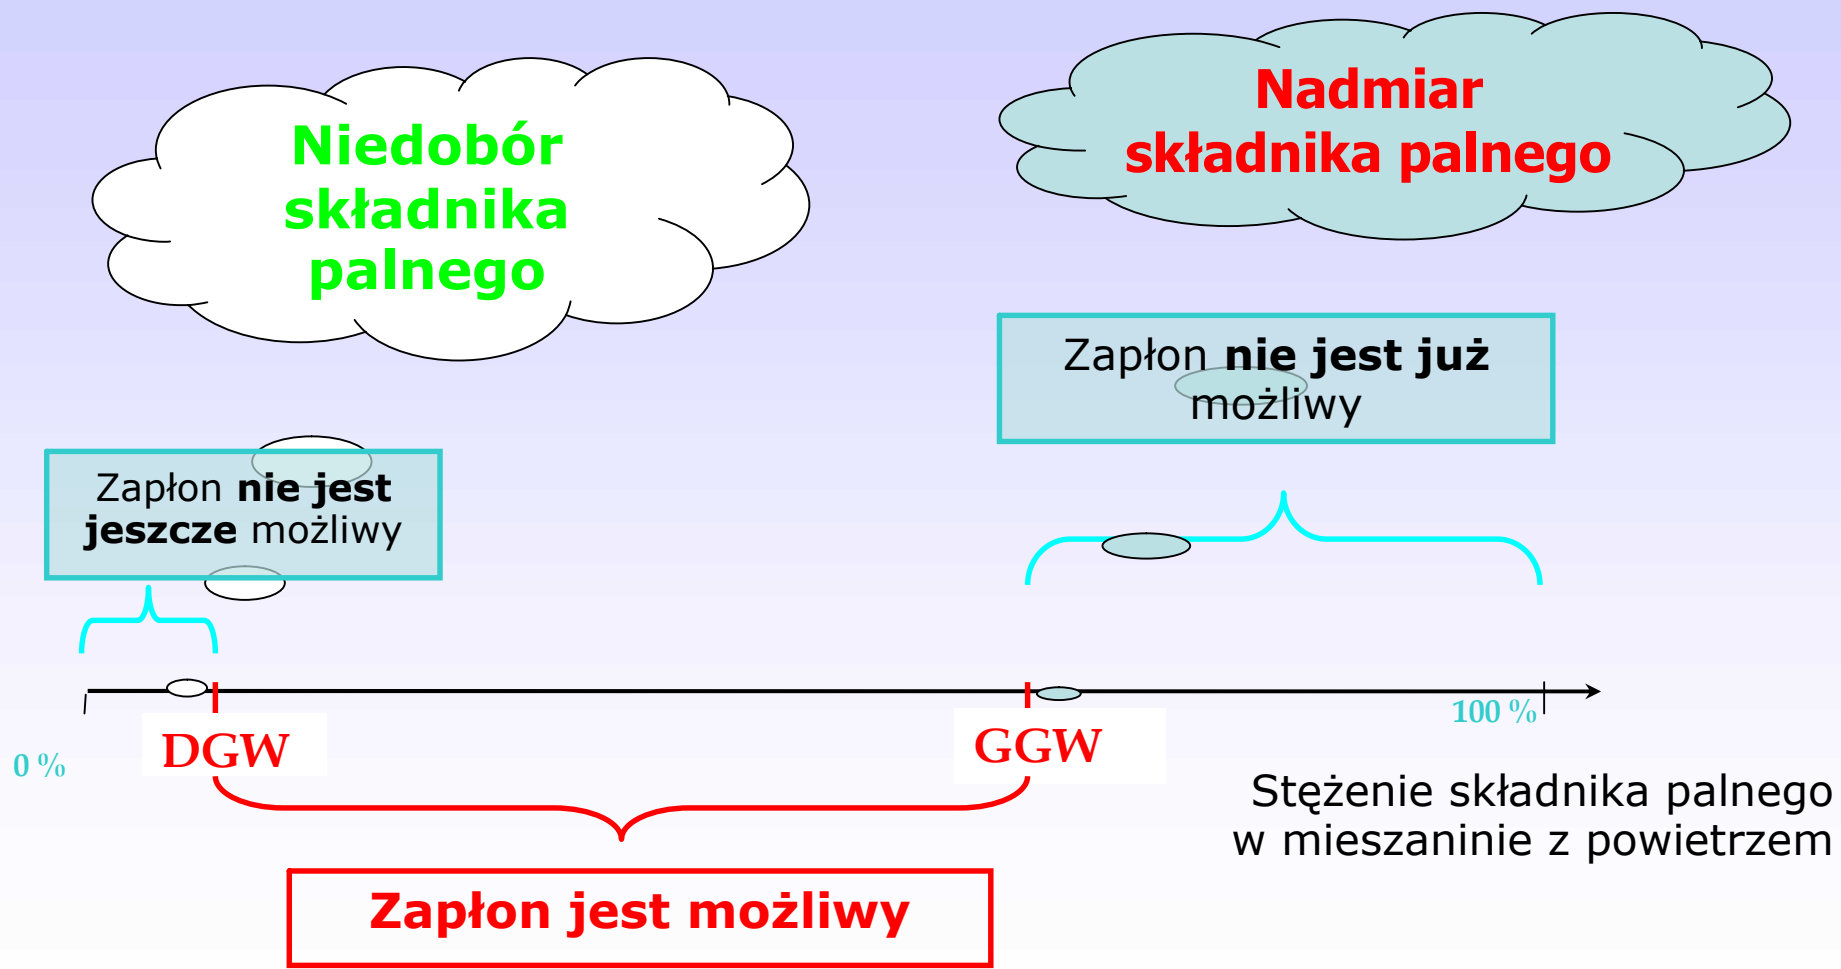 Niedobór
składnika
palnego
Nadmiar
składnika palnego
Zapłon nie jest już
możliwy
Zapłon nie jest
jeszcze możliwy
0 %
DGW
GGW
100 %
Stężenie składnika palnego
w mieszaninie z powietrzem
Zapłon jest możliwy